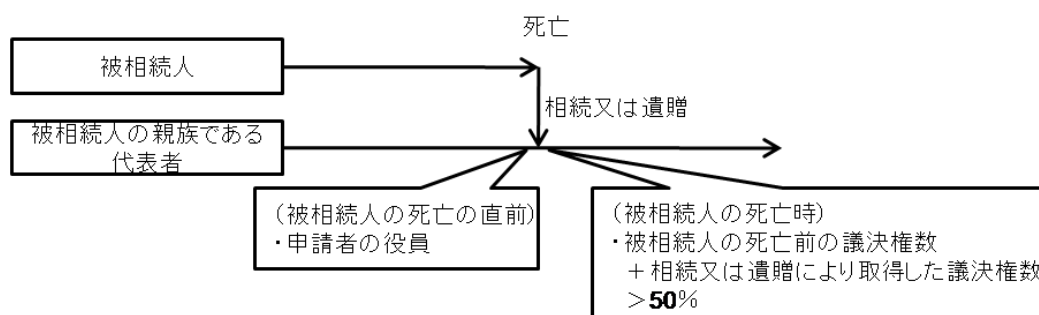 死亡
被相続人
相続又は遺贈
被相続人の親族である
代表者
（被相続人の死亡の直前）
・申請者の役員
（被相続人の死亡時）
・被相続人の死亡前の議決権数
＋相続又は遺贈により取得した議決権数
＞50％